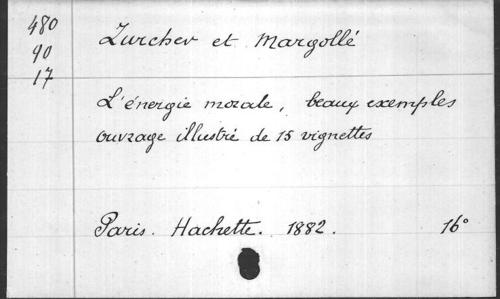 480
90
17
Zurcher et Margollé
L'énergie morale, beaux exemples
ouvrage illustré de 15 vignettes
Paris. Hachette. 1882. 16°